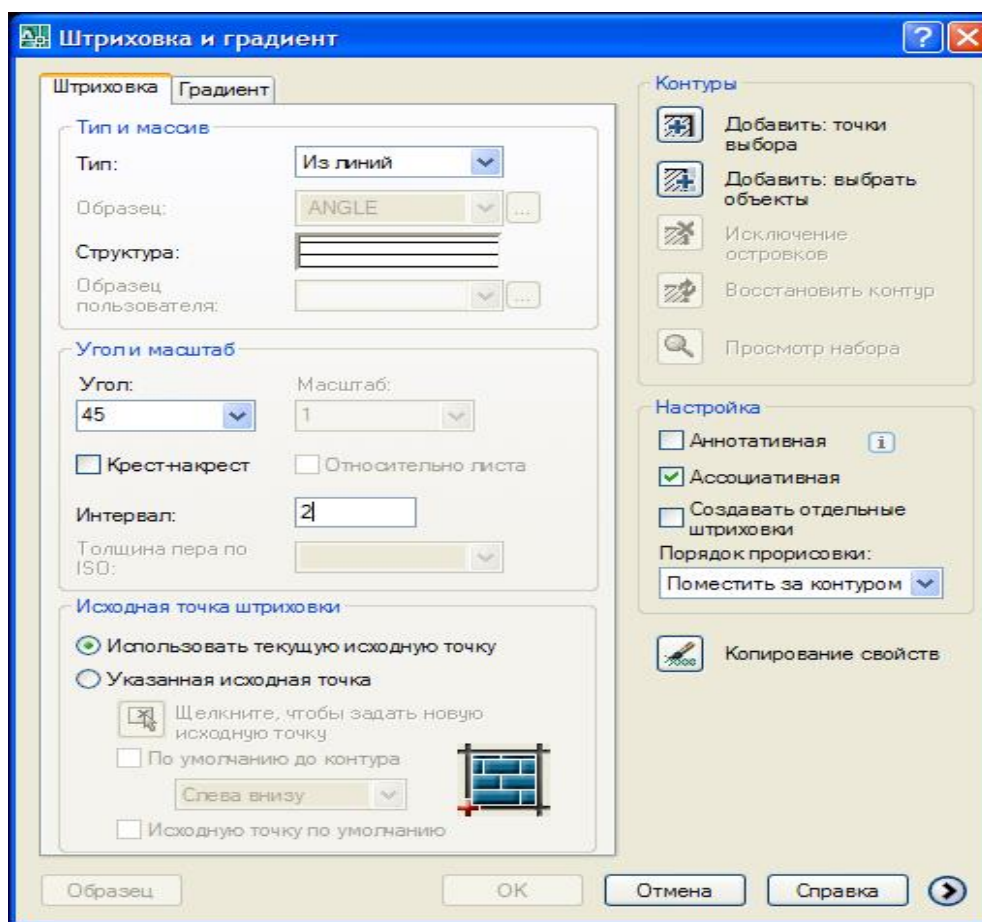 Штриховка и градиент
Штриховка
Градиент
Тип и массив
Тип:
Из линий
Образец:
ANGLE
...
Структура:
Образец
пользователя:
...
Угол и масштаб
Угол:
Масштаб:
45
1
Крест-накрест
Относительно листа
Интервал:
2
Толщина пера по
ISO:
Исходная точка штриховки
Использовать текущую исходную точку
Указанная исходная точка
Щелкните, чтобы задать новую
исходную точку
По умолчанию до контура
Слева внизу
Исходную точку по умолчанию
Контуры
Добавить: точки
выбора
Добавить: выбрать
объекты
Исключение
островков
Восстановить контур
Просмотр набора
Настройка
Аннотативная
Ассоциативная
Создавать отдельные
штриховки
Порядок прорисовки:
Поместить за контуром
Копирование свойств
Образец
OK
Отмена
Справка